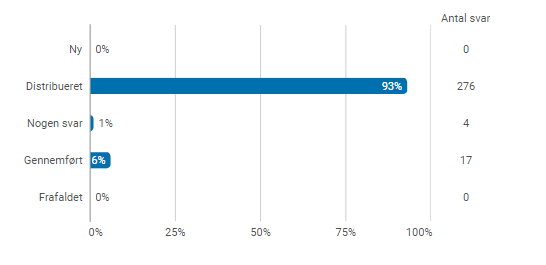 Antal svar
Ny 0% 0
Distribueret 93% 276
Nogen svar 1% 4
Gennemført 6% 17
Frafaldet 0% 0
0% 25% 50% 75% 100%